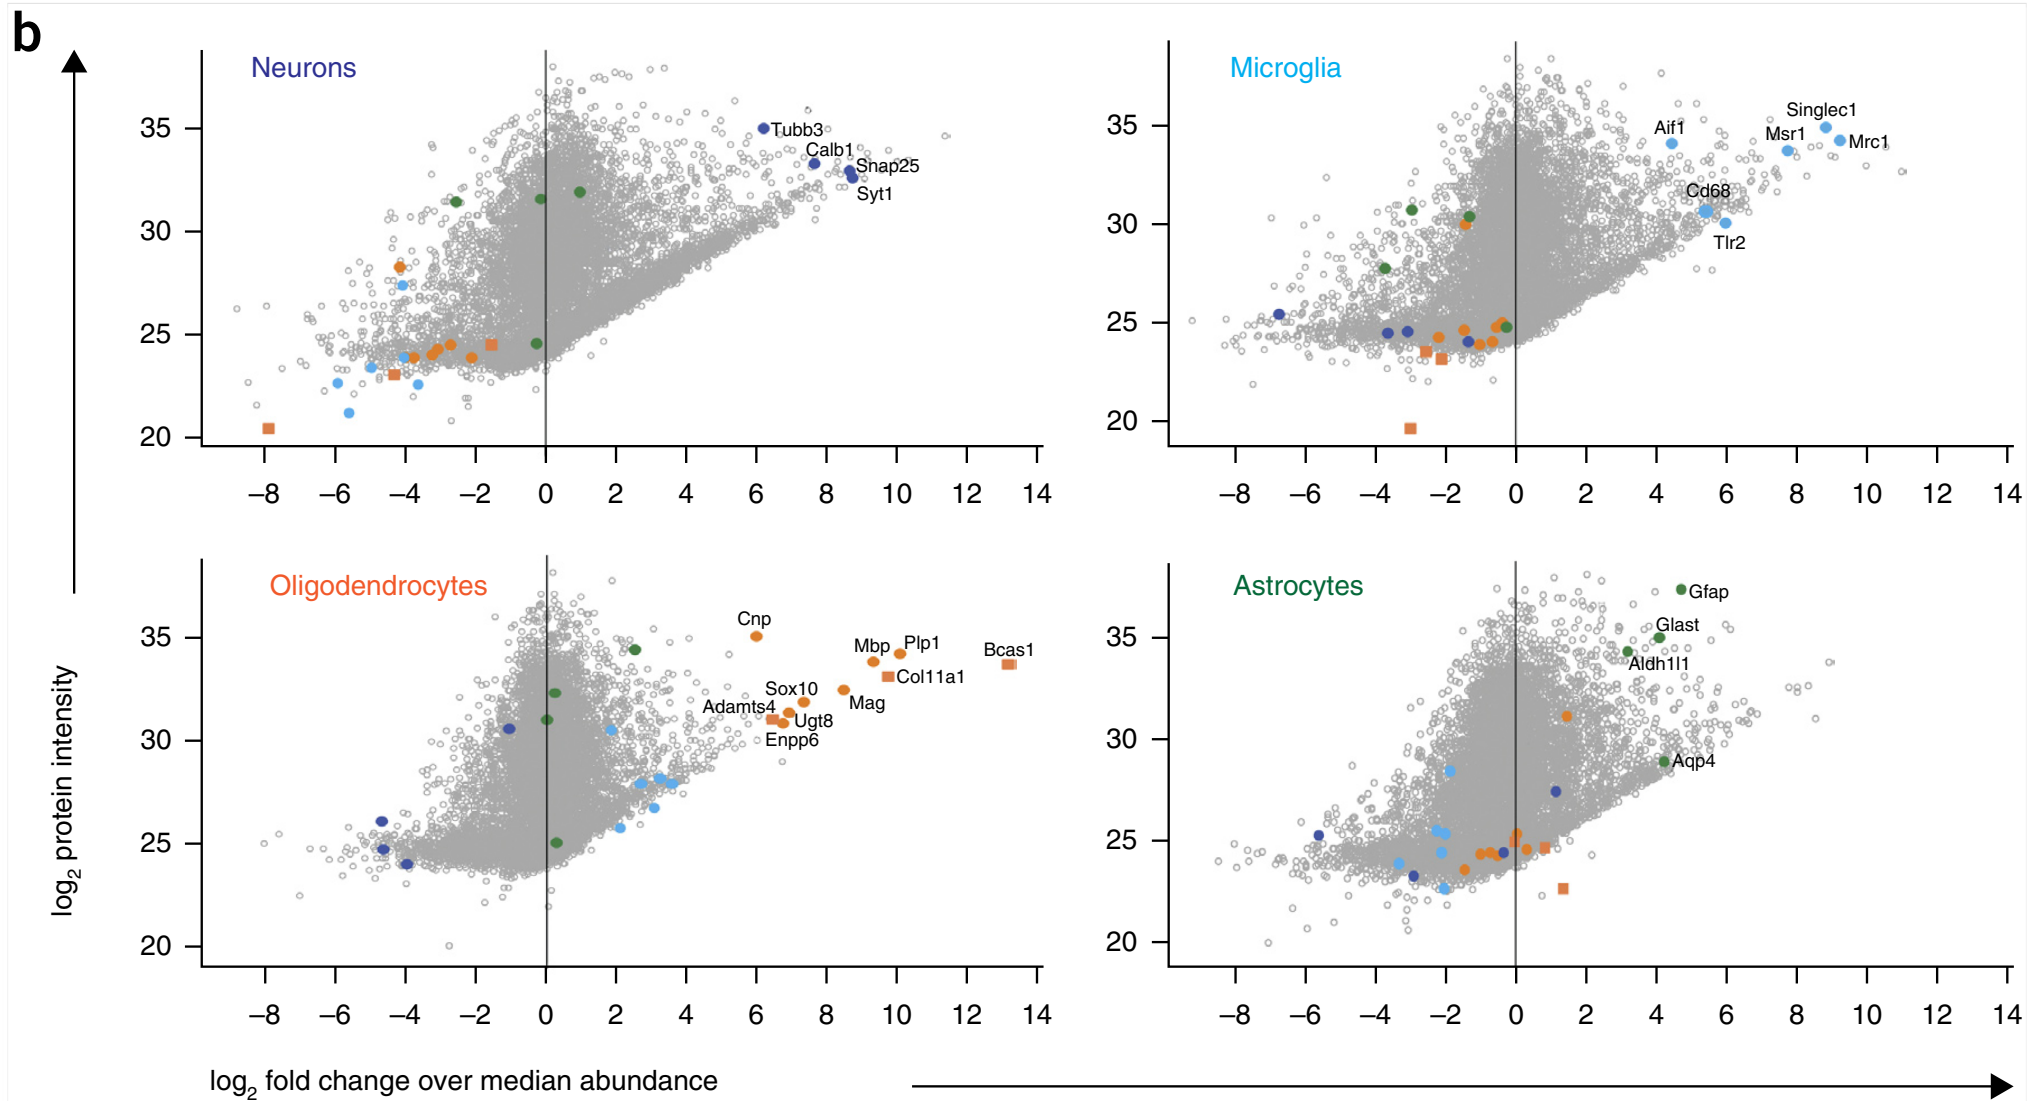 b
Neurons
35
30
25
20
Tubb3
Calb1
Snap25
Syt1
–8 –6 –4 –2 0 2 4 6 8 10 12 14
Microglia
35
30
25
20
Singlec1
Aif1
Msr1
Mrc1
Cd68
Tlr2
–8 –6 –4 –2 0 2 4 6 8 10 12 14
Oligodendrocytes
35
30
25
20
Cnp
Mbp
Plp1
Bcas1
Col11a1
Sox10
Adamts4
Mag
Ugt8
Enpp6
–8 –6 –4 –2 0 2 4 6 8 10 12 14
Astrocytes
35
30
25
20
Gfap
Glast
Aldh1l1
Aqp4
–8 –6 –4 –2 0 2 4 6 8 10 12 14
log2 protein intensity
log2 fold change over median abundance